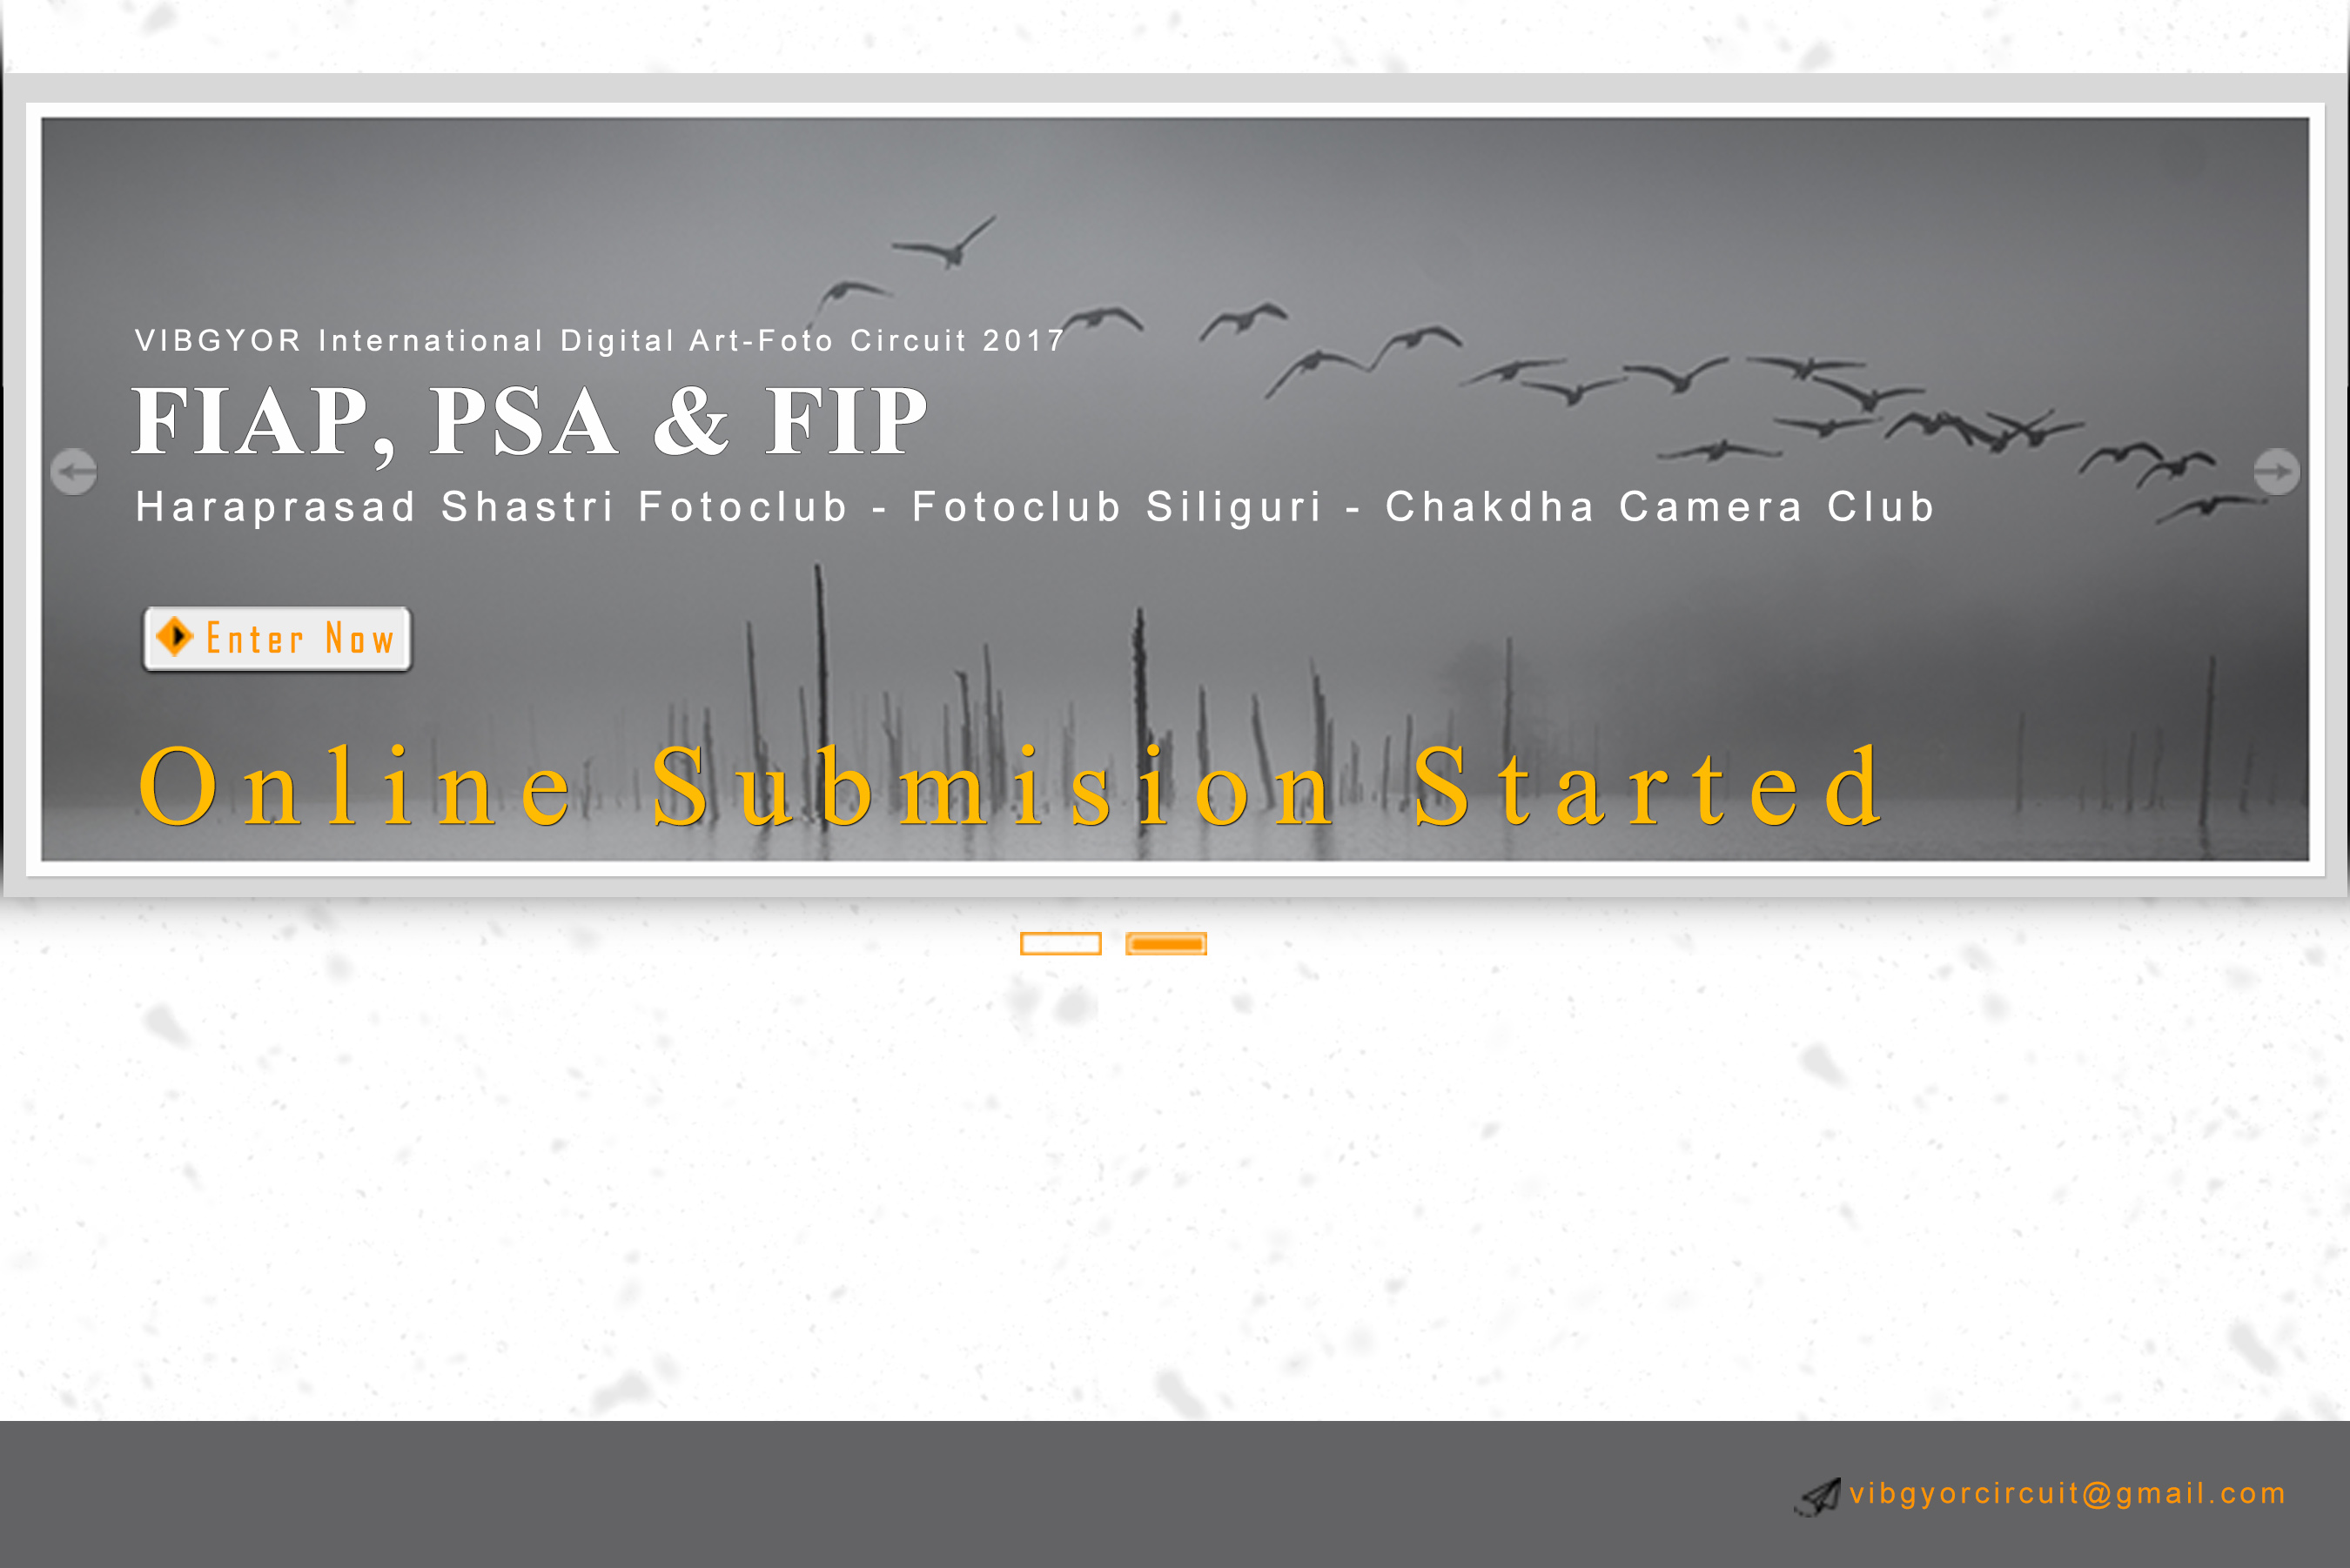 VIBGYOR International Digital Art-Foto Circuit 2017
FIAP, PSA & FIP
Haraprasad Shastri Fotoclub - Fotoclub Siliguri - Chakdha Camera Club
Enter Now
Online Submision Started
vibgyorcircuit@gmail.com